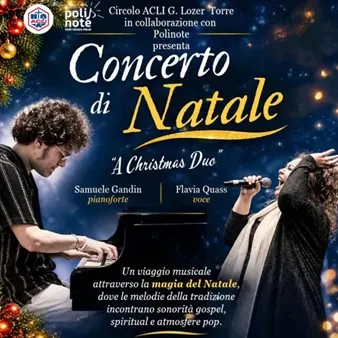 Circolo ACLI G. Lozer Torre
in collaborazione con
Polinote
presenta
ACLI
poli
note
Concerto
di Natale
"A Christmas Duo"
Samuele Gandin
pianoforte
Flavia Quass
voce
Un viaggio musicale
attraverso la magia del Natale,
dove le melodie della tradizione
incontrano sonorità gospel,
spiritual e atmosfere pop.